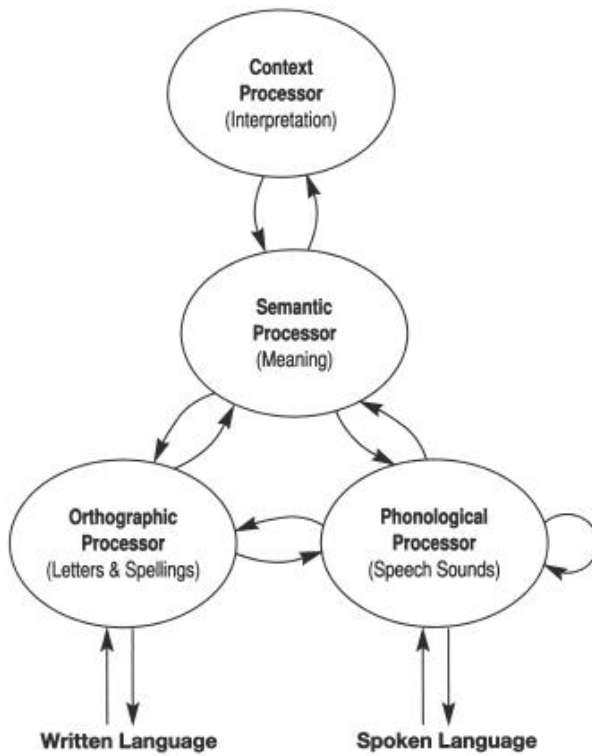 Context
Processor
(Interpretation)
Semantic
Processor
(Meaning)
Orthographic
Processor
(Letters & Spellings)
Phonological
Processor
(Speech Sounds)
Written Language
Spoken Language